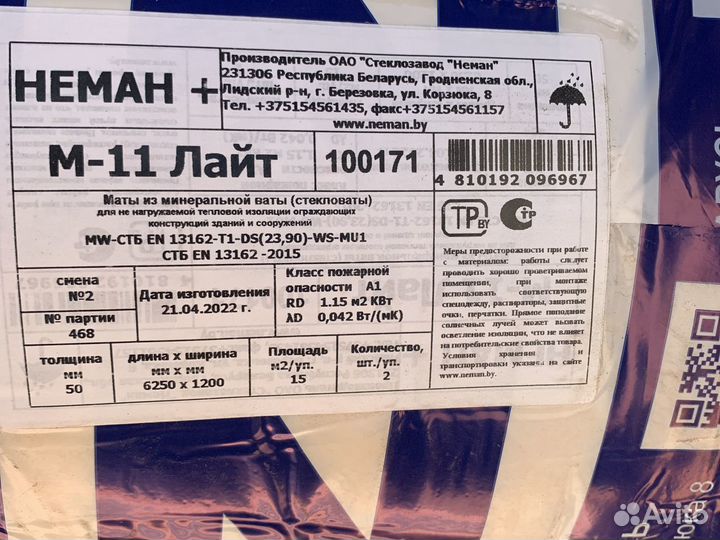 НЕМАН +
Производитель ОАО "Стеклозавод "Неман"
231306 Республика Беларусь, Гродненская обл.,
Лидский р-н, г. Березовка, ул. Корзюка, 8
Тел. +375154561435, факс+375154561157
www.neman.by
М-11 Лайт
100171
4 810192 096967
Маты из минеральной ваты (стекловаты)
для не нагружаемой тепловой изоляции ограждающих
конструкций зданий и сооружений
MW-СТБ EN 13162-T1-DS(23,90)-WS-MU1
СТБ EN 13162 -2015
ТР BY
С ТР
смена
№2
№ партии
468
Дата изготовления
21.04.2022 г.
Класс пожарной
опасности А1
RD 1.15 м2 КВт
ΛD 0,042 Вт/(мК)
толщина
мм
50
длина х ширина
мм х мм
6250 х 1200
Площадь
м2/уп.
15
Количество,
шт./уп.
2
Меры предосторожности при работе
с материалом: работы следует
проводить хорошо проветриваемом
помещении, при монтаже
использовать соответствующую
спецодежду, распираторы, защитные
очки, перчатки. Прямое поподание
солнечных лучей может вызвать
осветление изоляции, что не влияет
на потребительские свойства товара.
Условия хранения и
транспортировки указаны на сайте
www.neman.by.
Avito